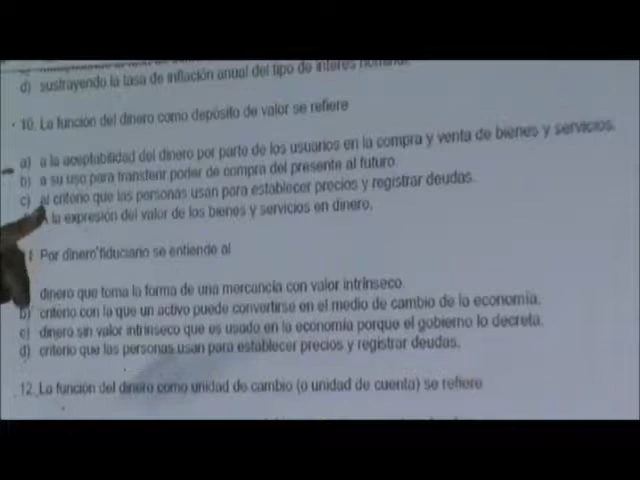 d) sustrayendo la tasa de inflación anual del tipo de interés nominal.
10. La función del dinero como depósito de valor se refiere
a) a la aceptabilidad del dinero por parte de los usuarios en la compra y venta de bienes y servicios.
b) a su uso para transferir poder de compra del presente al futuro.
c) al criterio que las personas usan para establecer precios y registrar deudas.
a la expresión del valor de los bienes y servicios en dinero.
Por dinero fiduciario se entiende al
dinero que toma la forma de una mercancía con valor intrínseco.
b) criterio con la que un activo puede convertirse en el medio de cambio de la economía.
c) dinero sin valor intrínseco que es usado en la economía porque el gobierno lo decreta.
d) criterio que las personas usan para establecer precios y registrar deudas.
12. La función del dinero como unidad de cambio (o unidad de cuenta) se refiere